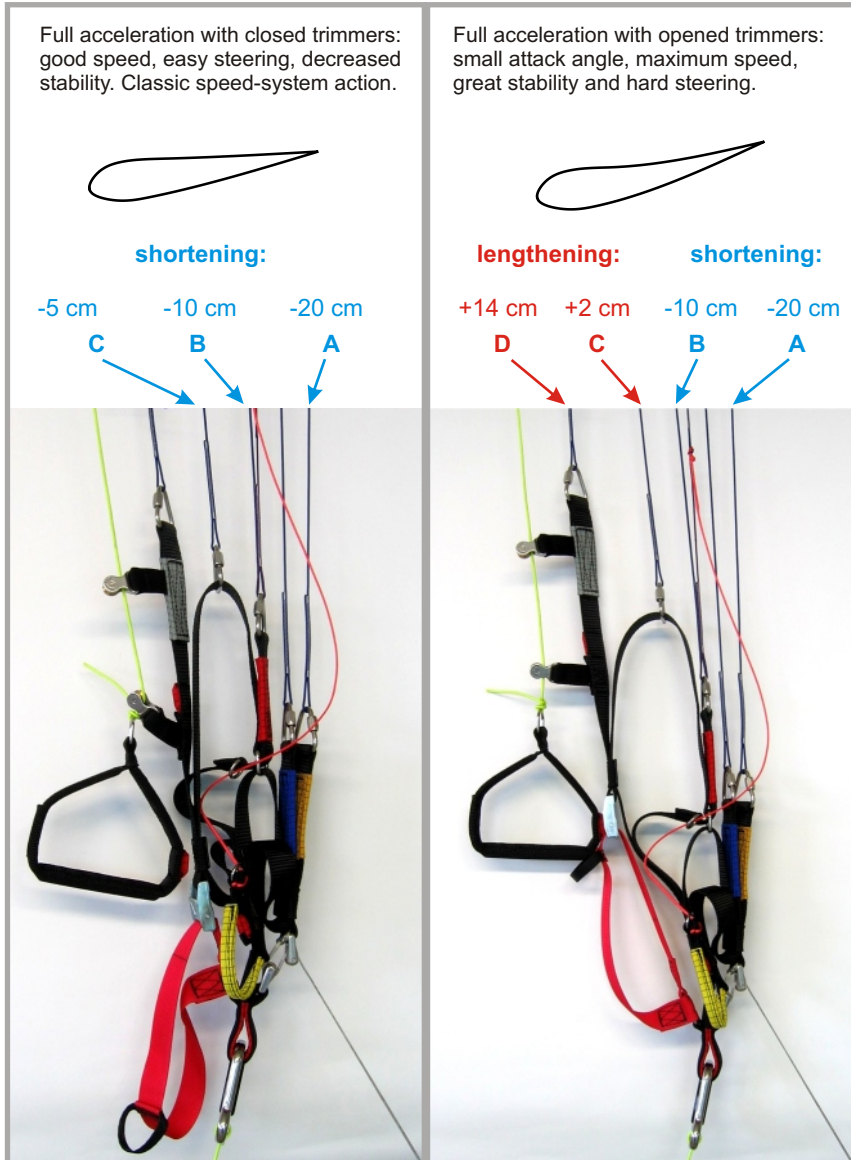 Full acceleration with closed trimmers:
good speed, easy steering, decreased
stability. Classic speed-system action.
shortening:
-5 cm -10 cm -20 cm
C B A
Full acceleration with opened trimmers:
small attack angle, maximum speed,
great stability and hard steering.
lengthening: shortening:
+14 cm +2 cm -10 cm -20 cm
D C B A